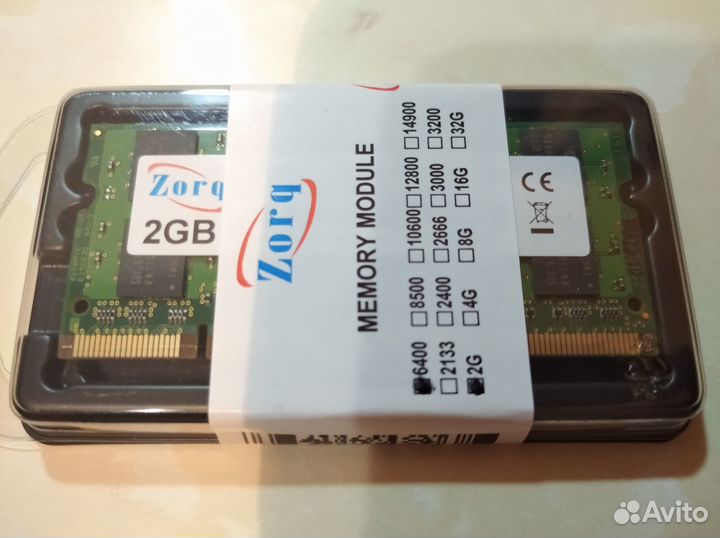 Zorq
2GB
Zorq
MEMORY MODULE
6400 8500 10600 12800 14900
2133 2400 2666 3000 3200
2G 4G 8G 16G 32G
CE
Avito